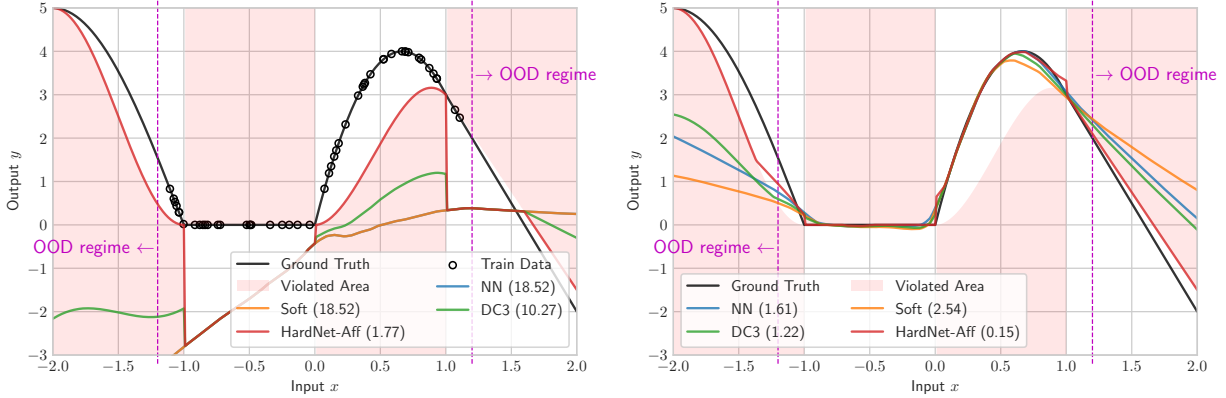 5
4
3
2
1
0
−1
−2
−3
Output y
→ OOD regime
OOD regime ←
Ground Truth
Violated Area
Soft (18.52)
HardNet-Aff (1.77)
Train Data
NN (18.52)
DC3 (10.27)
−2.0 −1.5 −1.0 −0.5 0.0 0.5 1.0 1.5 2.0
Input x
5
4
3
2
1
0
−1
−2
−3
Output y
→ OOD regime
OOD regime ←
Ground Truth
NN (1.61)
DC3 (1.22)
Violated Area
Soft (2.54)
HardNet-Aff (0.15)
−2.0 −1.5 −1.0 −0.5 0.0 0.5 1.0 1.5 2.0
Input x